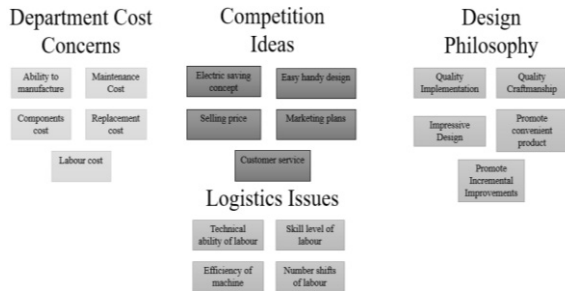 Department Cost
Concerns
Ability to
manufacture
Maintenance
Cost
Components
cost
Replacement
cost
Labour cost
Competition
Ideas
Electric saving
concept
Easy handy design
Selling price
Marketing plans
Customer service
Design
Philosophy
Quality
Implementation
Quality
Craftmanship
Impressive
Design
Promote
convenient
product
Promote
Incremental
Improvements
Logistics Issues
Technical
ability of labour
Skill level of
labour
Efficiency of
machine
Number shifts
of labour